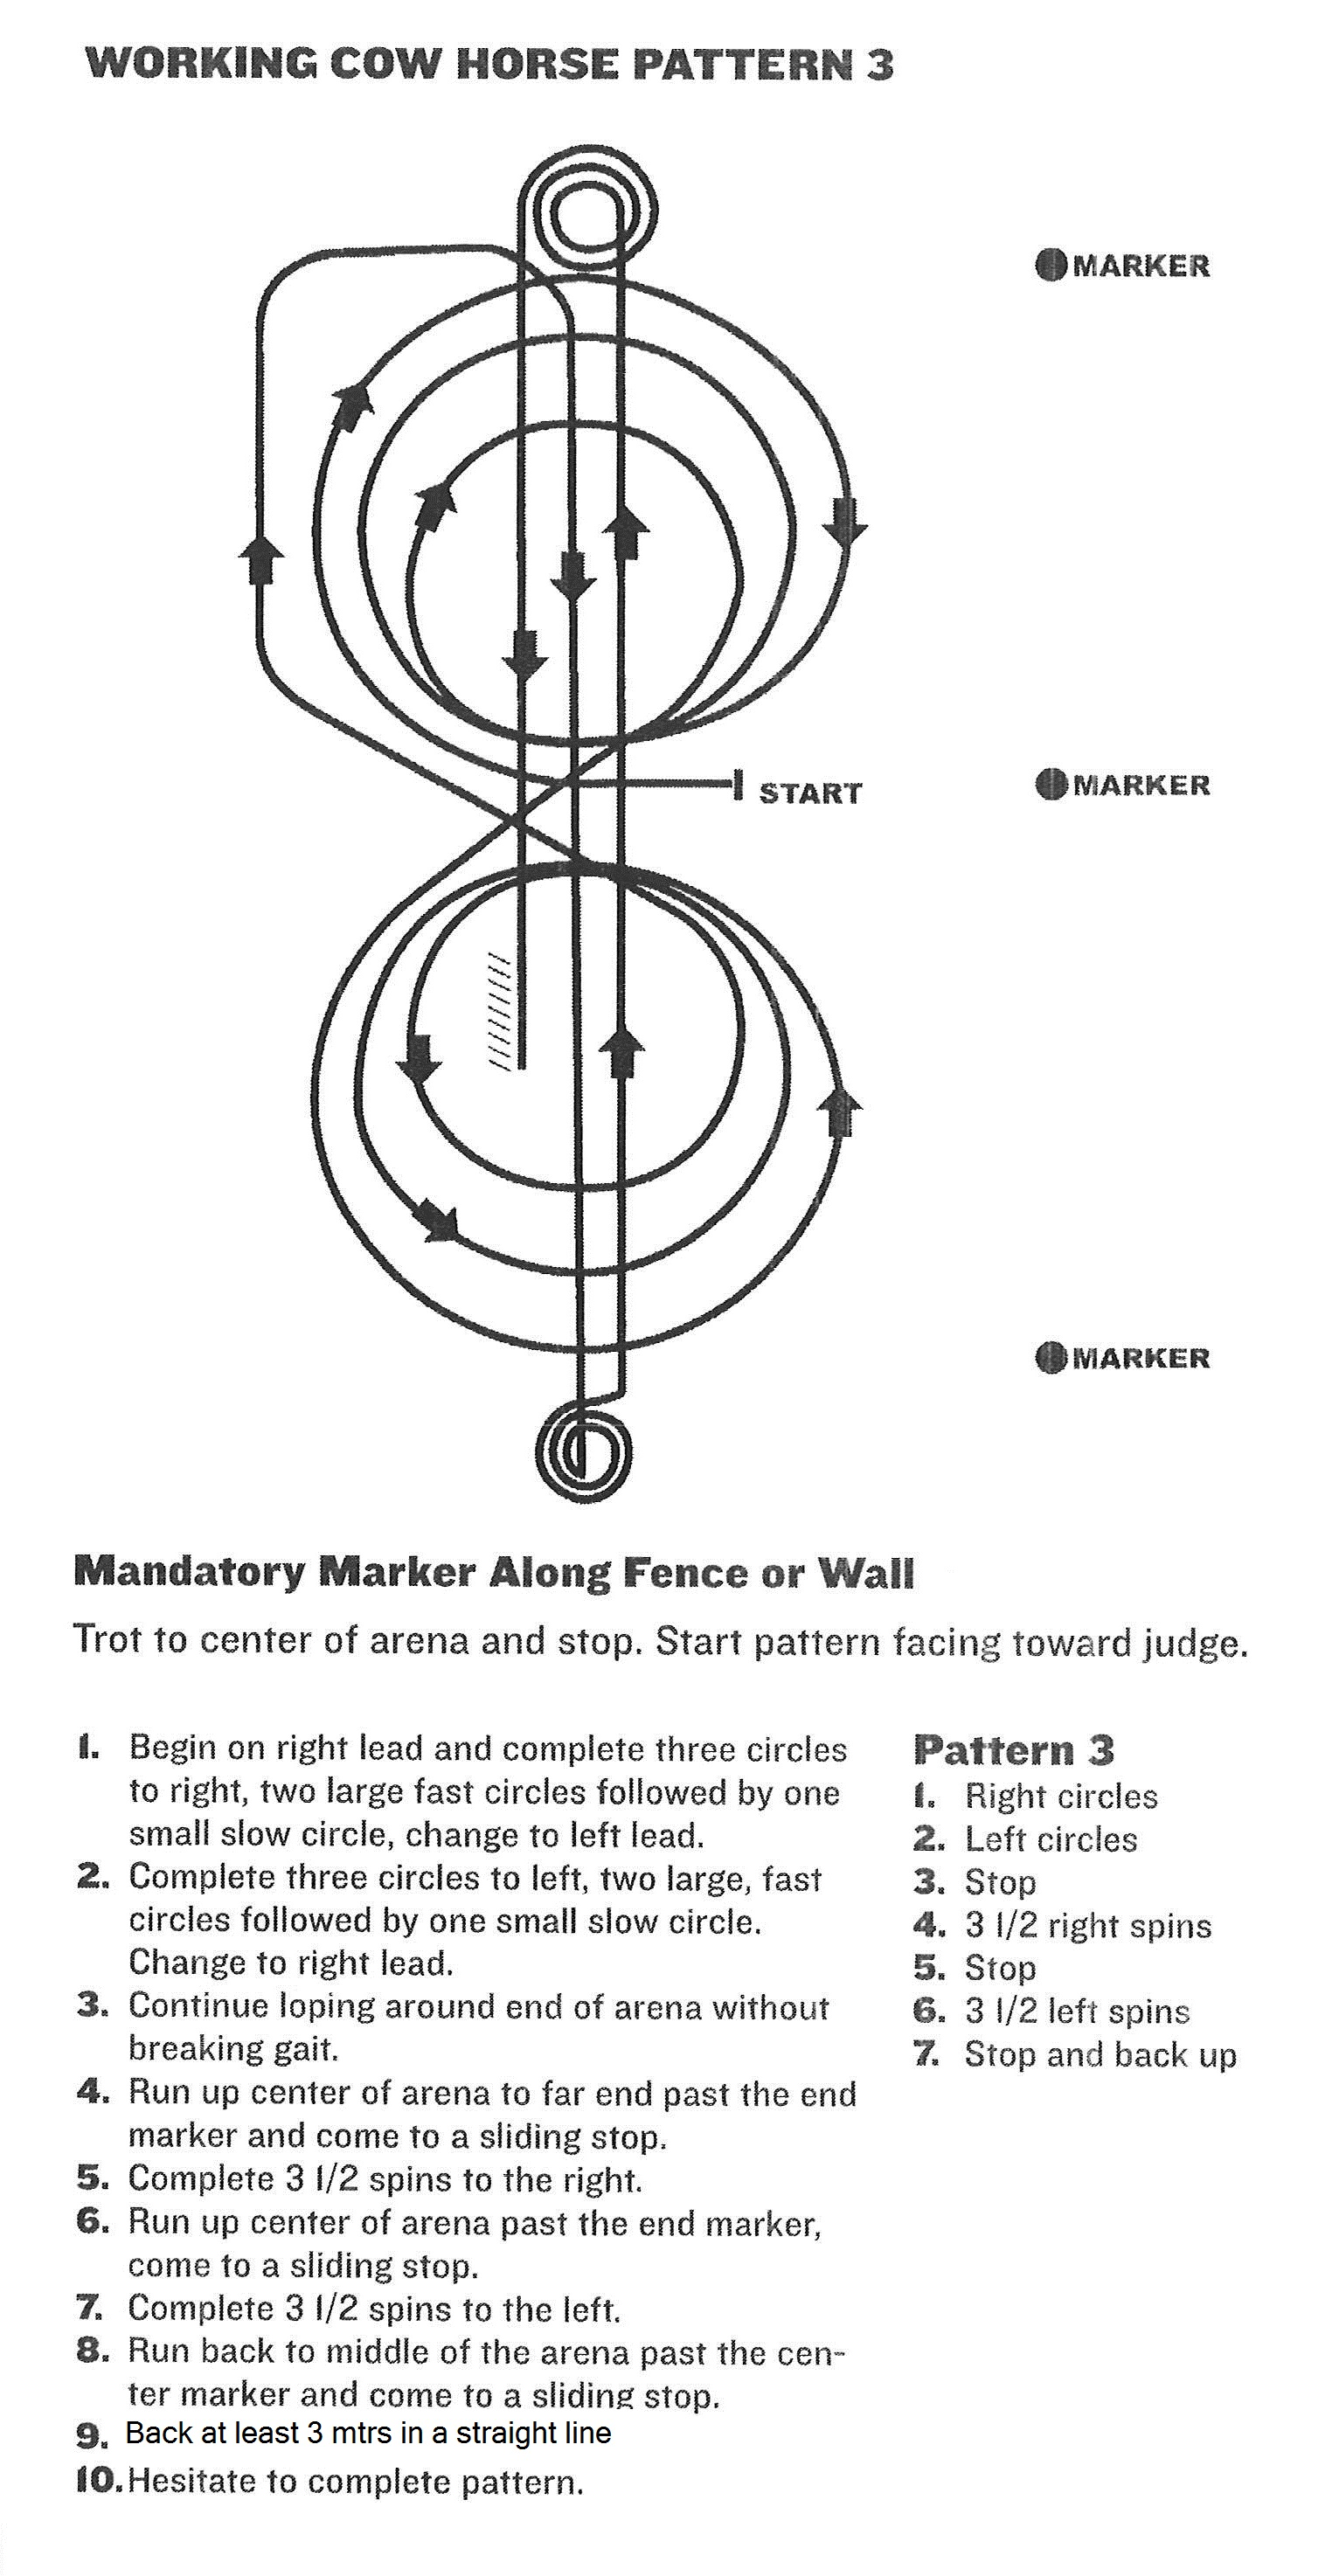 WORKING COW HORSE PATTERN 3
MARKER
START
MARKER
MARKER
Mandatory Marker Along Fence or Wall
Trot to center of arena and stop. Start pattern facing toward judge.
1. Begin on right lead and complete three circles
to right, two large fast circles followed by one
small slow circle, change to left lead.
2. Complete three circles to left, two large, fast
circles followed by one small slow circle.
Change to right lead.
3. Continue loping around end of arena without
breaking gait.
4. Run up center of arena to far end past the end
marker and come to a sliding stop.
5. Complete 3 1/2 spins to the right.
6. Run up center of arena past the end marker,
come to a sliding stop.
7. Complete 3 1/2 spins to the left.
8. Run back to middle of the arena past the cen-
ter marker and come to a sliding stop.
9. Back at least 3 mtrs in a straight line
10. Hesitate to complete pattern.
Pattern 3
1. Right circles
2. Left circles
3. Stop
4. 3 1/2 right spins
5. Stop
6. 3 1/2 left spins
7. Stop and back up